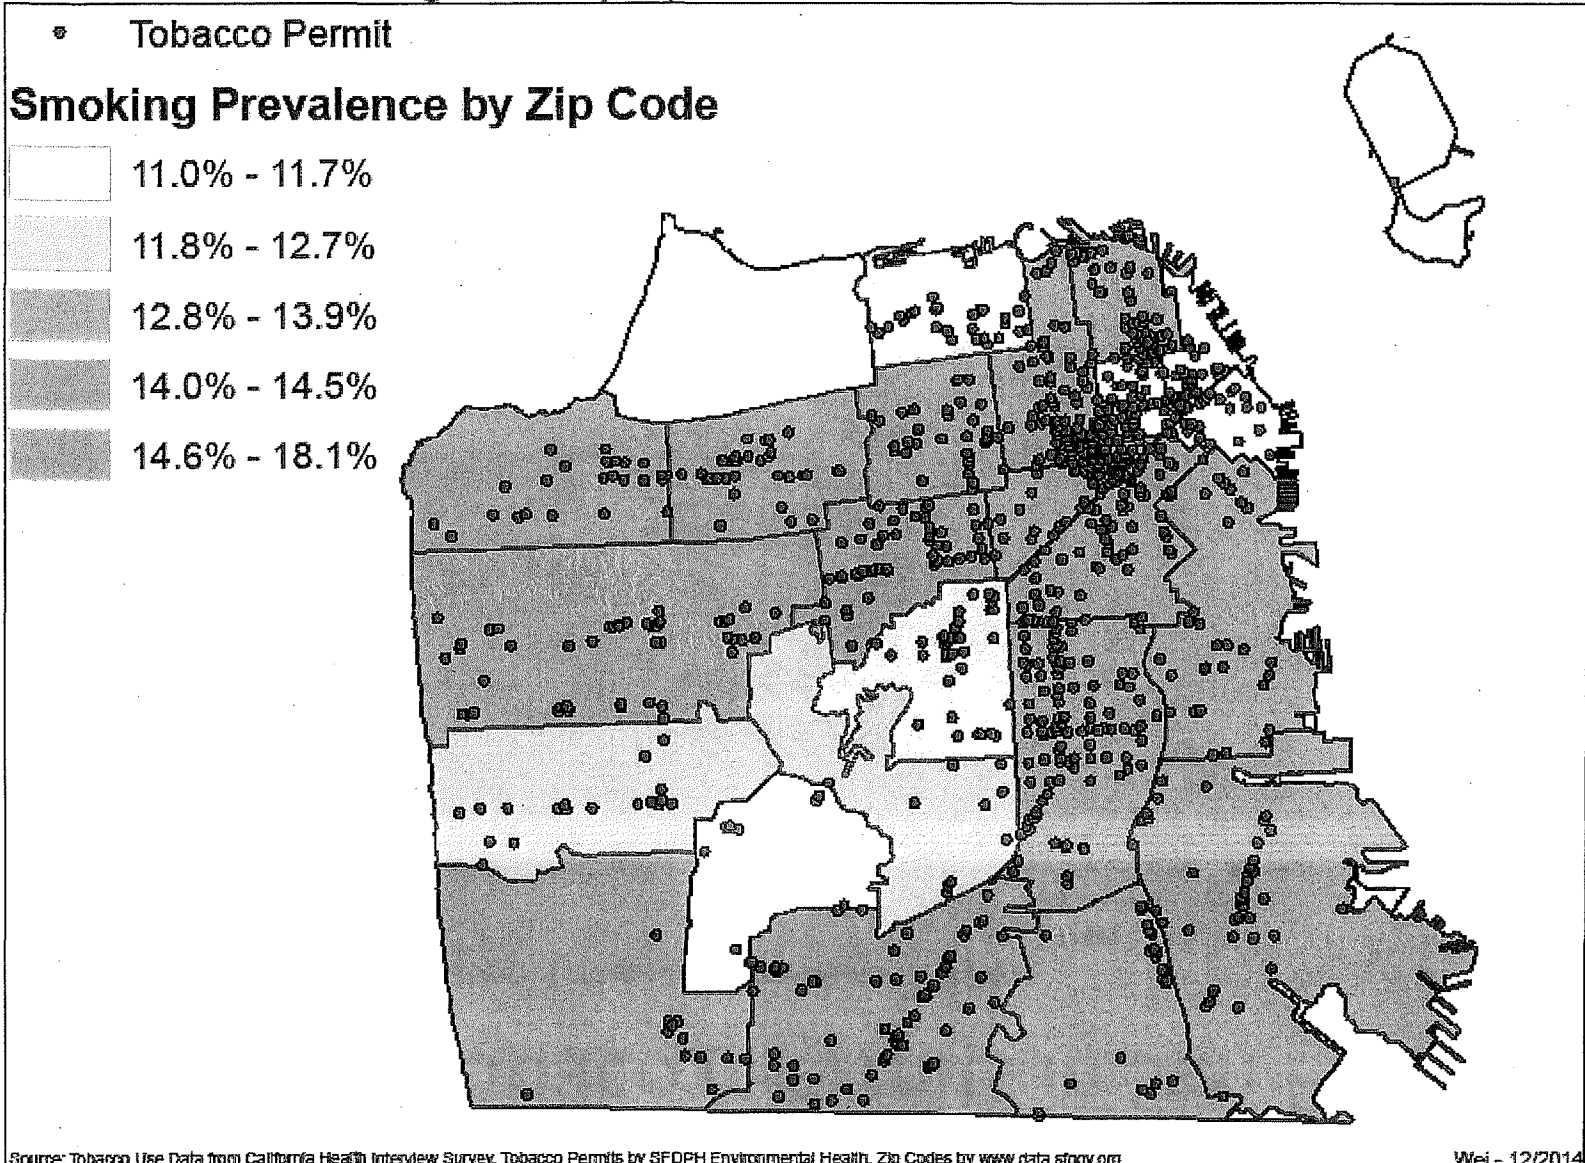 Tobacco Permit
Smoking Prevalence by Zip Code
11.0% - 11.7%
11.8% - 12.7%
12.8% - 13.9%
14.0% - 14.5%
14.6% - 18.1%
Source: Tobacco Use Data from California Health Interview Survey, Tobacco Permits by SFDPH Environmental Health, Zip Codes by www.data.sfgov.org
Wei - 12/2014